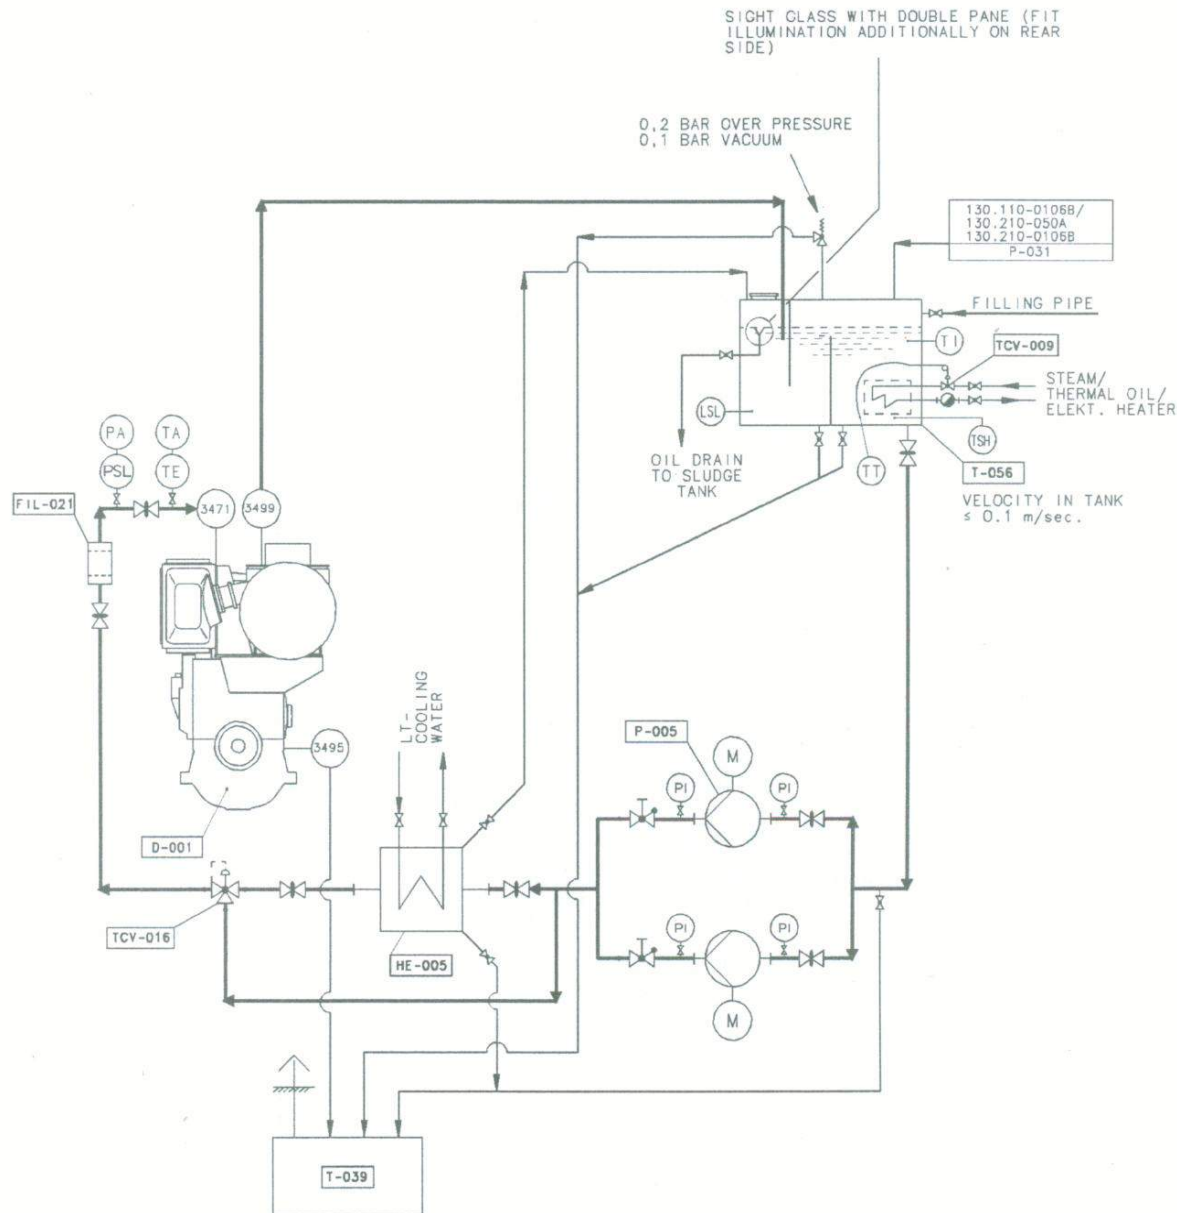 SIGHT GLASS WITH DOUBLE PANE (FIT
ILLUMINATION ADDITIONALLY ON REAR
SIDE)
0,2 BAR OVER PRESSURE
0,1 BAR VACUUM
130.110-0106B/
130.210-050A
130.210-0106B
P-031
FILLING PIPE
TI
TCV-009
STEAM/
THERMAL OIL/
ELEKT. HEATER
LSL
TSH
TT
T-056
OIL DRAIN
TO SLUDGE
TANK
VELOCITY IN TANK
≤ 0.1 m/sec.
PA
TA
PSL
TE
FIL-021
3471
3499
LT-
COOLING
WATER
3495
P-005
M
PI
PI
D-001
TCV-016
HE-005
PI
PI
M
T-039